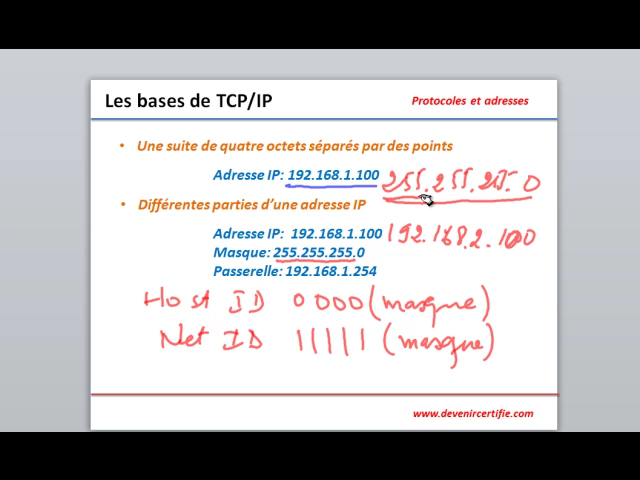 Les bases de TCP/IP
Protocoles et adresses
• Une suite de quatre octets séparés par des points
Adresse IP: 192.168.1.100 255.255.255.0
• Différentes parties d'une adresse IP
Adresse IP: 192.168.1.100 192.168.2.100
Masque: 255.255.255.0
Passerelle: 192.168.1.254
Host ID 0000 (masque)
Net ID 11111 (masque)
www.devenircertifie.com